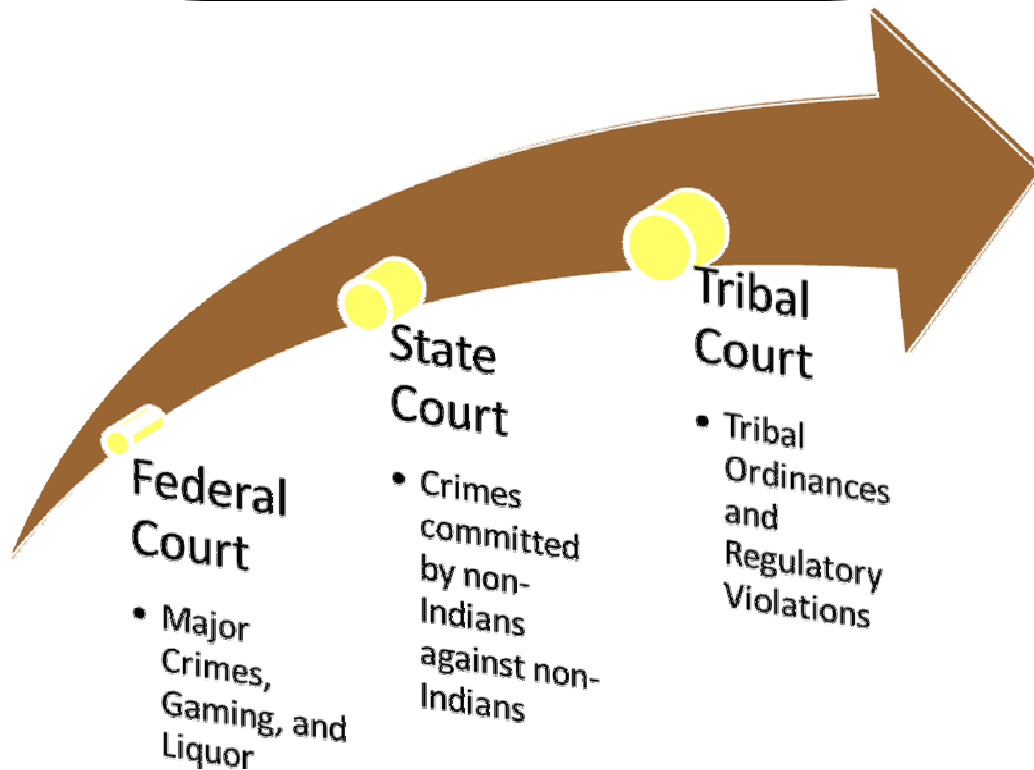 Federal
Court
• Major
Crimes,
Gaming, and
Liquor
State
Court
• Crimes
committed
by non-
Indians
against non-
Indians
Tribal
Court
• Tribal
Ordinances
and
Regulatory
Violations